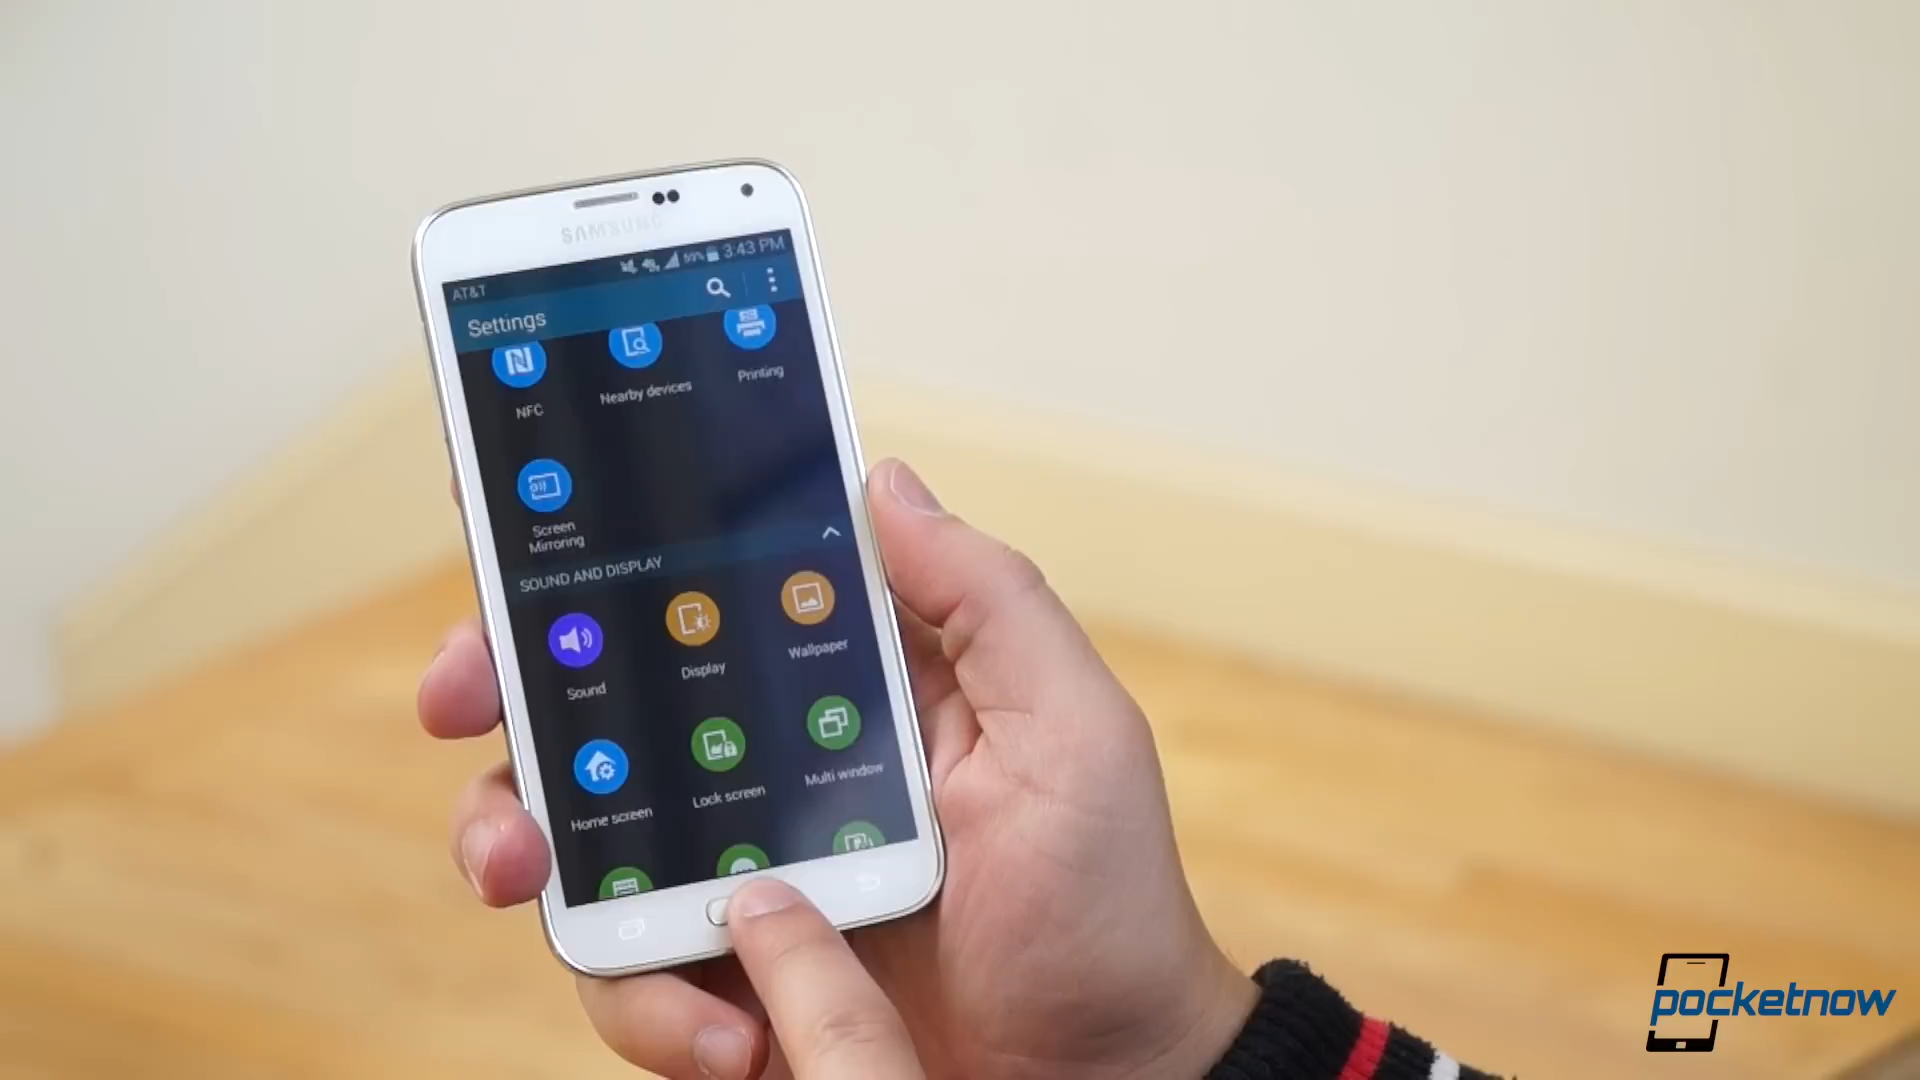 SAMSUNG
AT&T
59% 3:43 PM
Settings
NFC
Nearby devices
Printing
Screen
Mirroring
SOUND AND DISPLAY
Sound
Display
Wallpaper
Home screen
Lock screen
Multi window
pocketnow